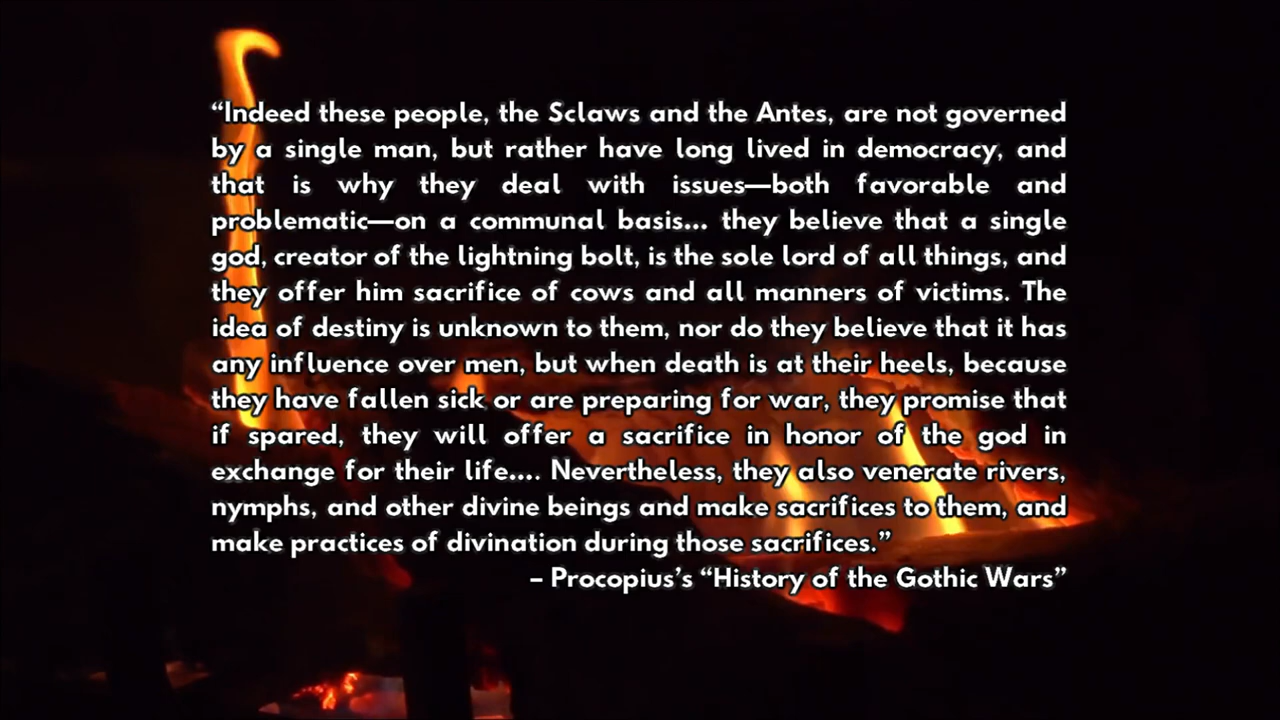 “Indeed these people, the Sclaws and the Antes, are not governed
by a single man, but rather have long lived in democracy, and
that is why they deal with issues—both favorable and
problematic—on a communal basis... they believe that a single
god, creator of the lightning bolt, is the sole lord of all things, and
they offer him sacrifice of cows and all manners of victims. The
idea of destiny is unknown to them, nor do they believe that it has
any influence over men, but when death is at their heels, because
they have fallen sick or are preparing for war, they promise that
if spared, they will offer a sacrifice in honor of the god in
exchange for their life.... Nevertheless, they also venerate rivers,
nymphs, and other divine beings and make sacrifices to them, and
make practices of divination during those sacrifices.”
– Procopius’s “History of the Gothic Wars”